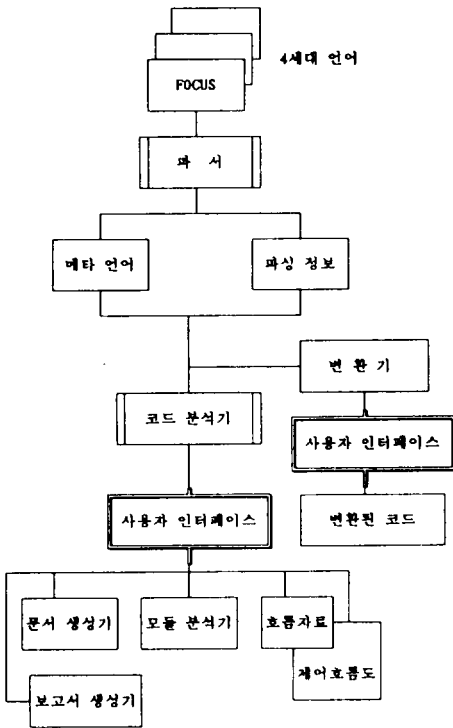 4세대 언어
FOCUS
파 서
메타 언어
파싱 정보
변 환 기
코드 분석기
사용자 인터페이스
사용자 인터페이스
변환된 코드
문서 생성기
모듈 분석기
흐름자료
제어흐름도
보고서 생성기